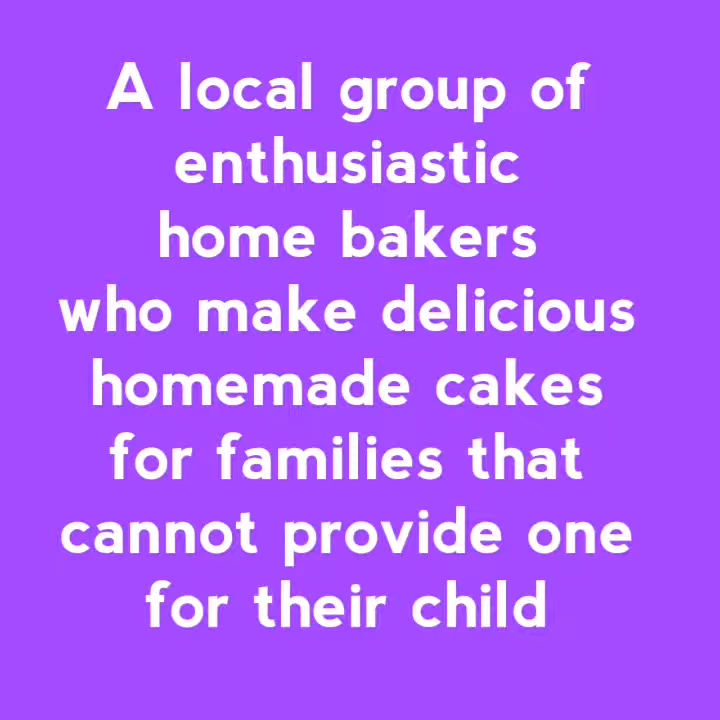 A local group of
enthusiastic
home bakers
who make delicious
homemade cakes
for families that
cannot provide one
for their child